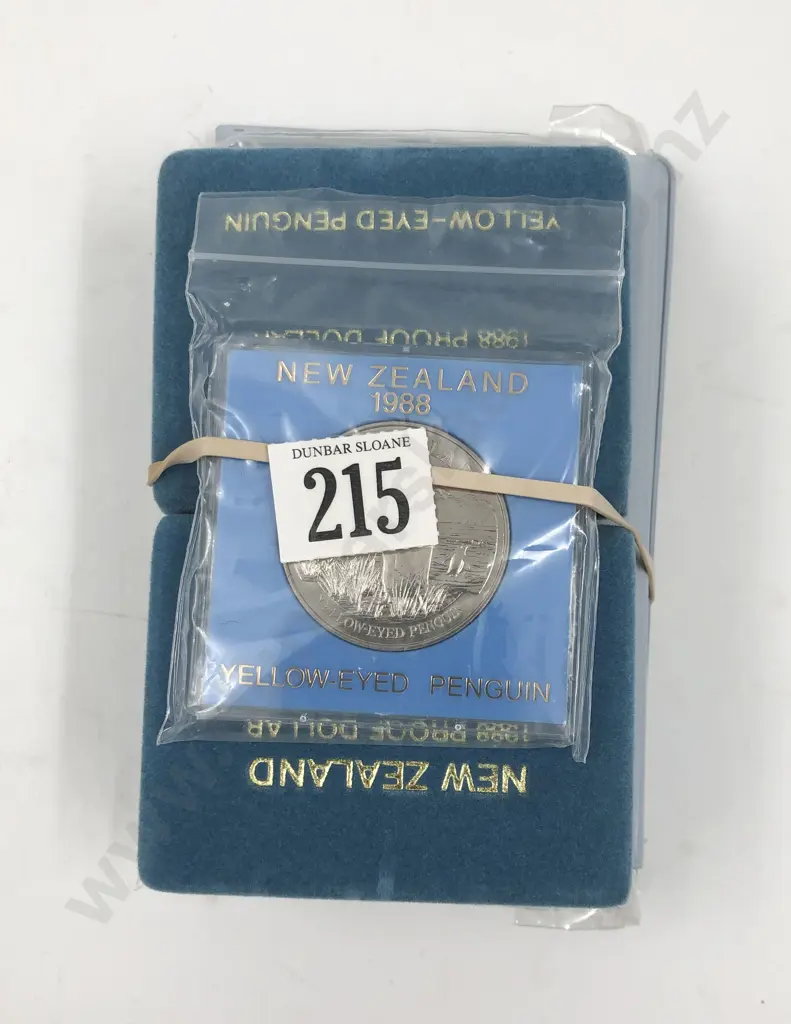 YELLOW-EYED PENGUIN
1988 PROOF DOLLAR
NEW ZEALAND
1988
DUNBAR SLOANE
215
YELLOW-EYED PENGUIN
YELLOW-EYED PENGUIN
1988 PROOF DOLLAR
NEW ZEALAND